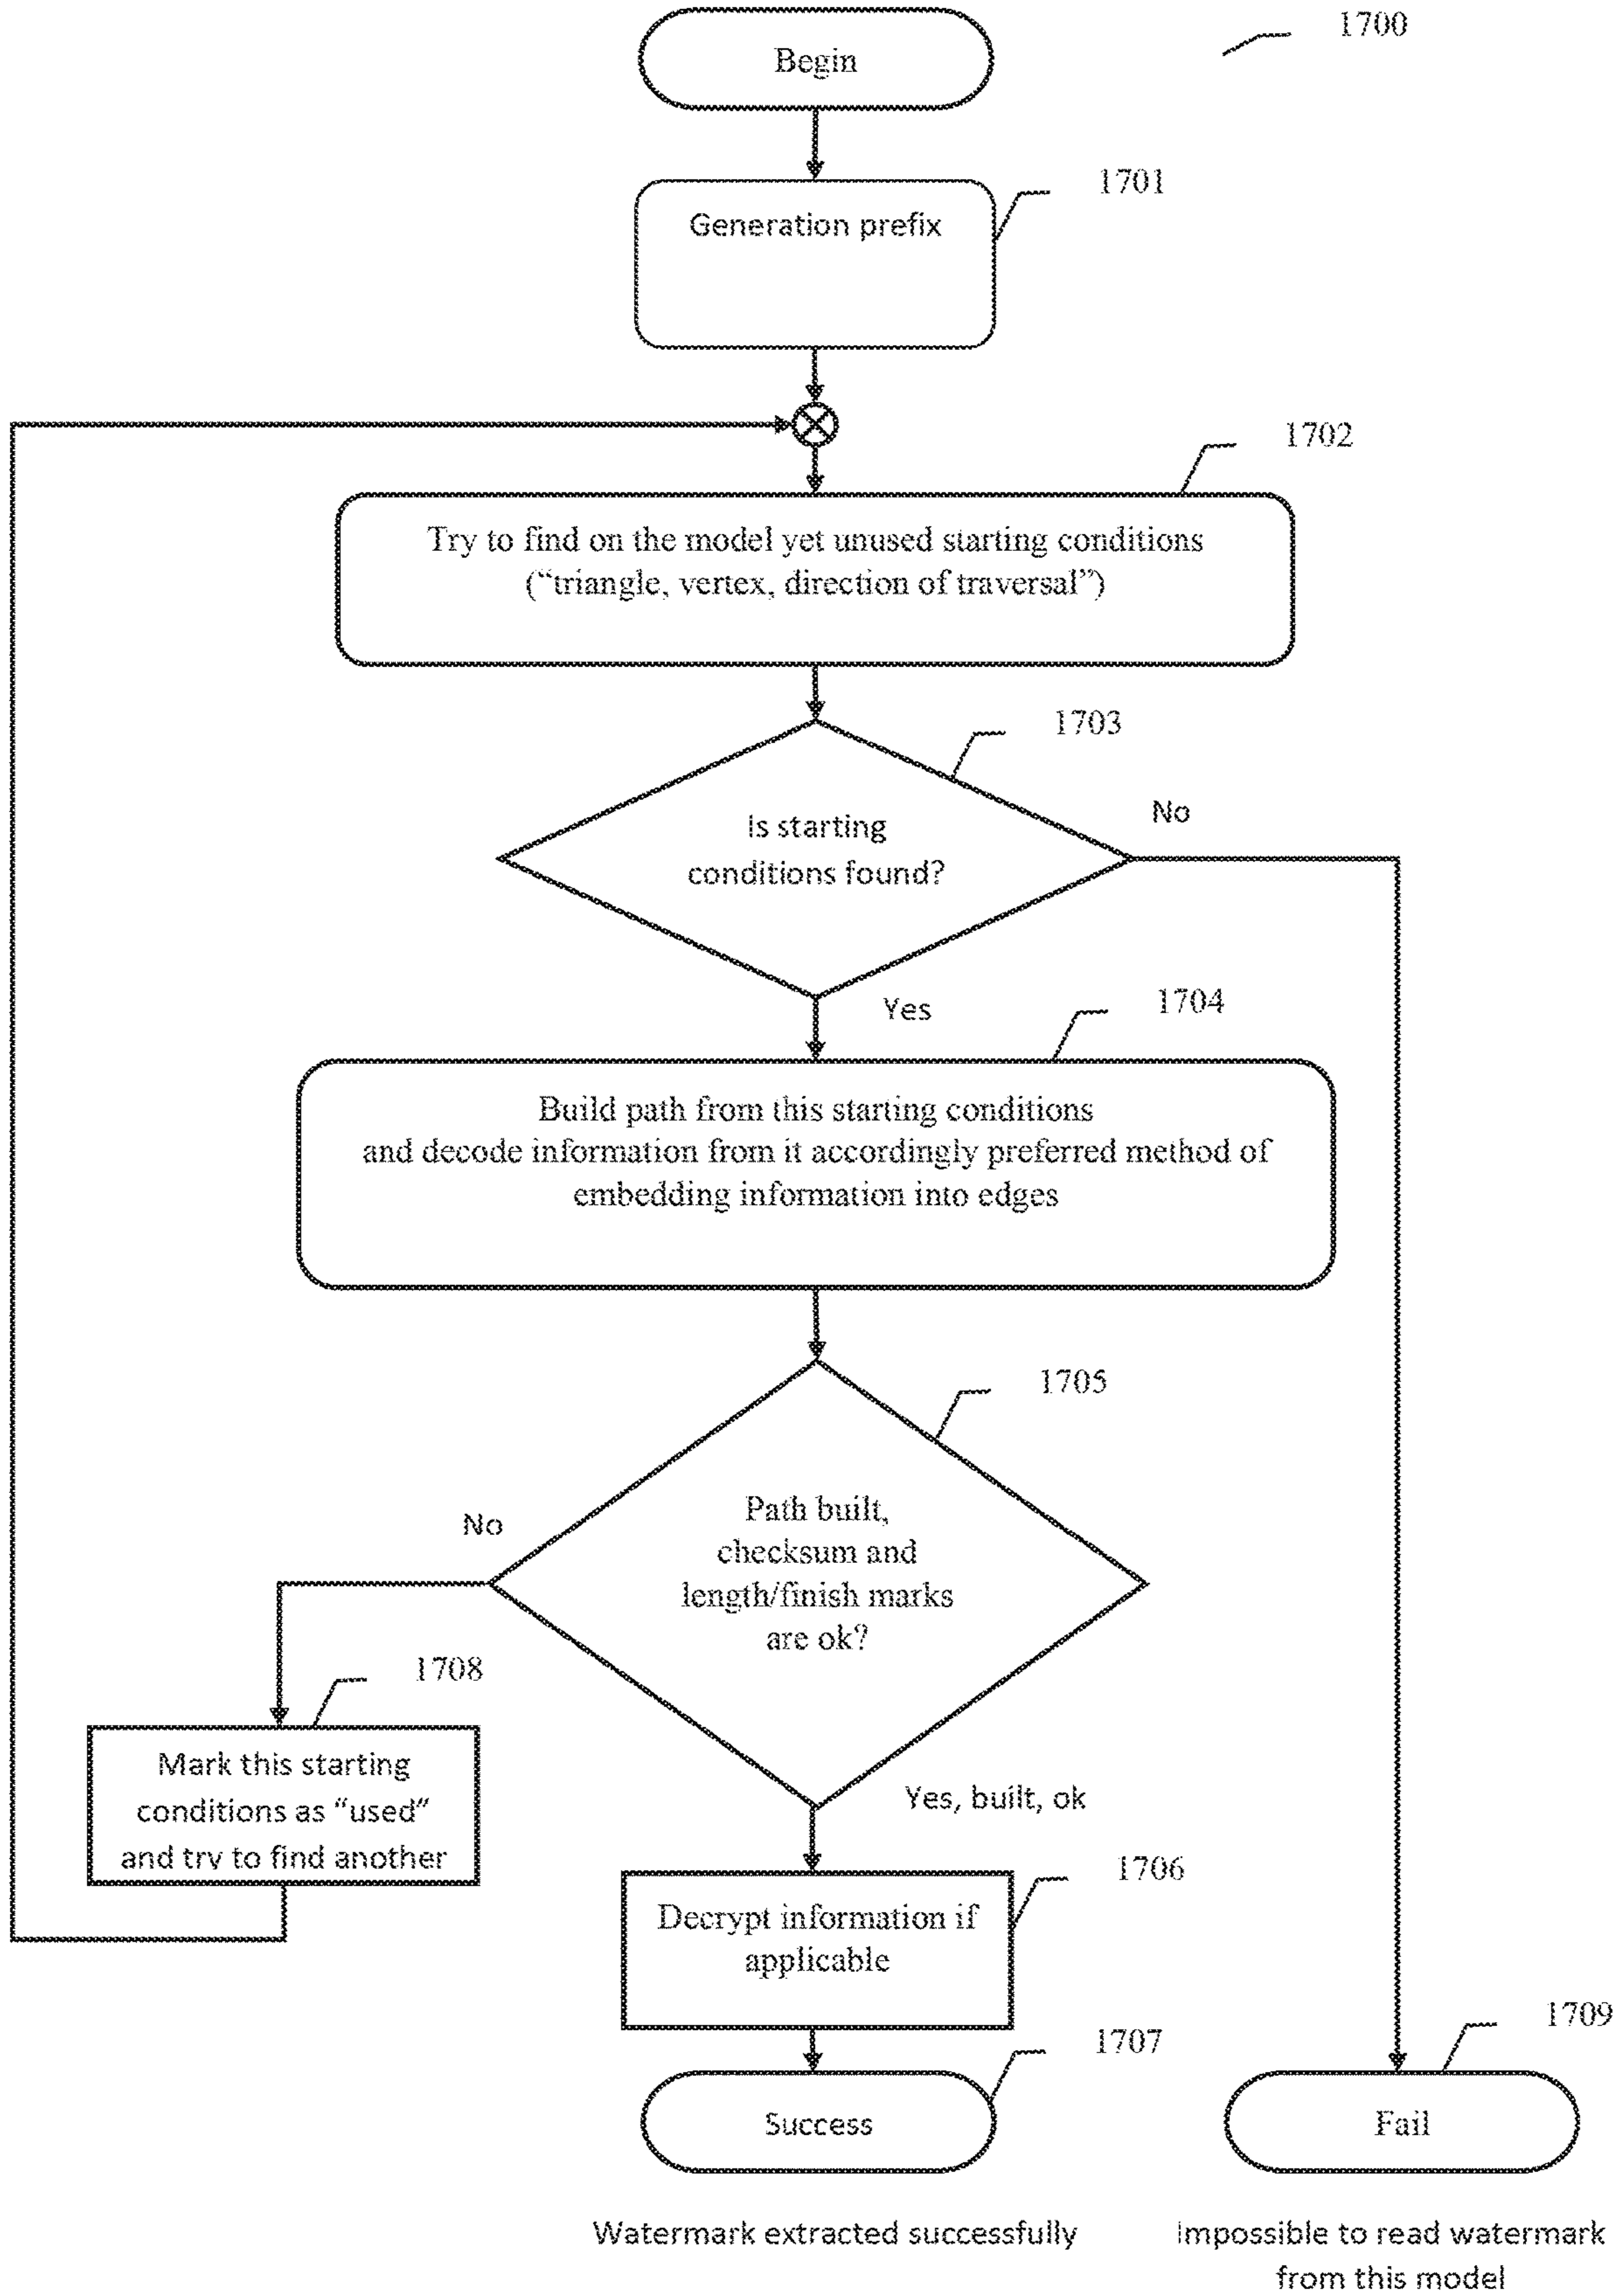 1700
Begin
1701
Generation prefix
1702
Try to find on the model yet unused starting conditions
(“triangle, vertex, direction of traversal”)
1703
No
Is starting
conditions found?
Yes
1704
Build path from this starting conditions
and decode information from it accordingly preferred method of
embedding information into edges
1705
No
Path built,
checksum and
length/finish marks
are ok?
1708
Mark this starting
conditions as “used”
and try to find another
Yes, built, ok
1706
Decrypt information if
applicable
1707
1709
Success
Fail
Watermark extracted successfully
Impossible to read watermark
from this model